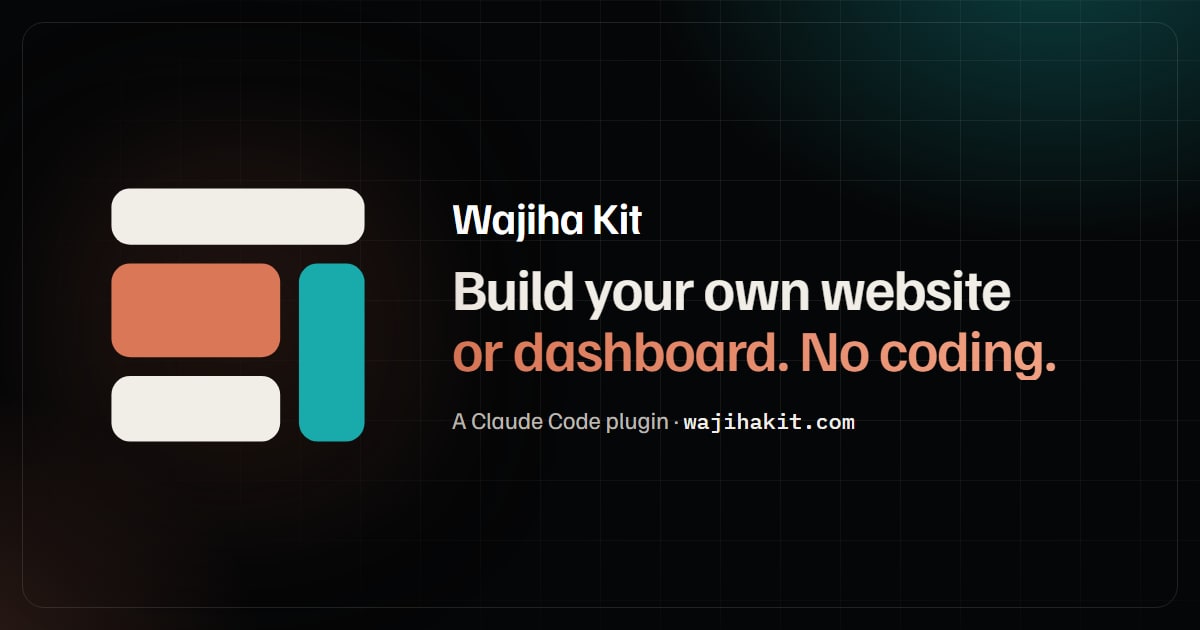 Wajiha Kit
Build your own website
or dashboard. No coding.
A Claude Code plugin · wajihakit.com